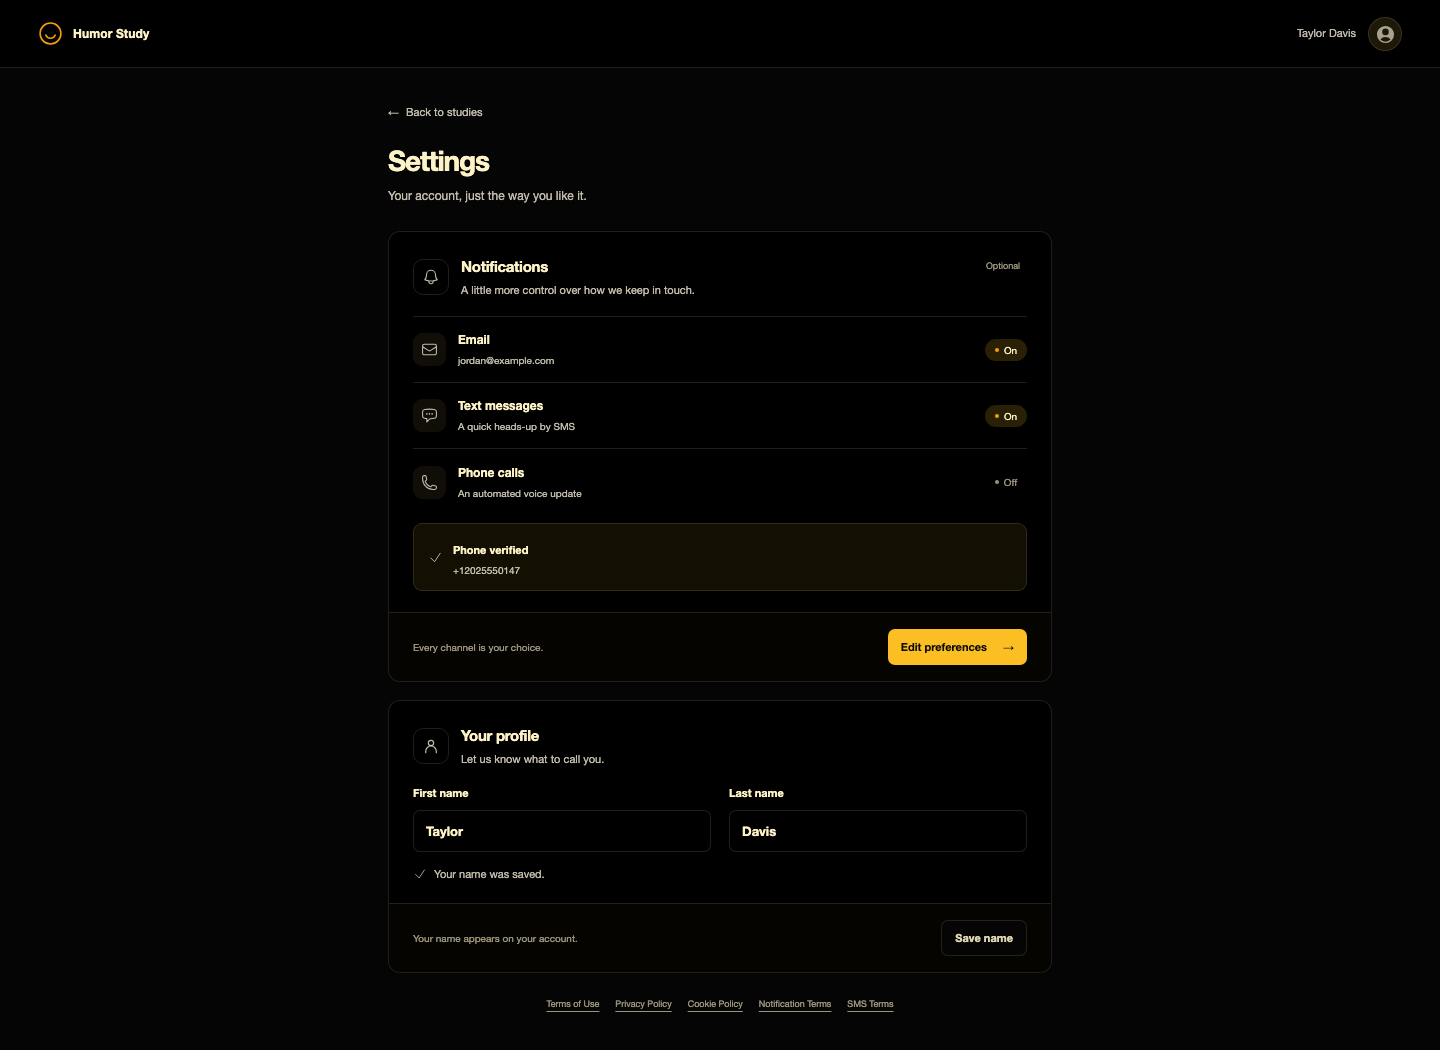 Humor Study
Taylor Davis
← Back to studies
Settings
Your account, just the way you like it.
Notifications
Optional
A little more control over how we keep in touch.
Email
jordan@example.com
On
Text messages
A quick heads-up by SMS
On
Phone calls
An automated voice update
Off
Phone verified
+12025550147
Every channel is your choice.
Edit preferences →
Your profile
Let us know what to call you.
First name
Last name
Taylor
Davis
Your name was saved.
Your name appears on your account.
Save name
Terms of Use Privacy Policy Cookie Policy Notification Terms SMS Terms